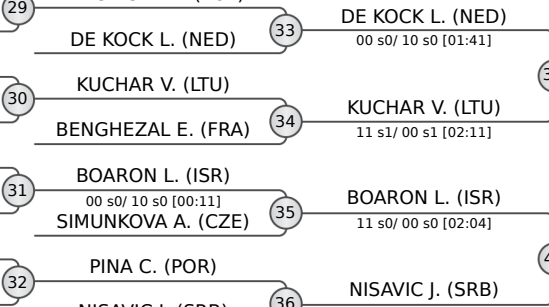 29
DE KOCK L. (NED)
33
DE KOCK L. (NED)
00 s0/ 10 s0 [01:41]
30
KUCHAR V. (LTU)
BENGHEZAL E. (FRA)
34
KUCHAR V. (LTU)
11 s1/ 00 s1 [02:11]
31
BOARON L. (ISR)
00 s0/ 10 s0 [00:11]
SIMUNKOVA A. (CZE)
35
BOARON L. (ISR)
11 s0/ 00 s0 [02:04]
32
PINA C. (POR)
36
NISAVIC J. (SRB)